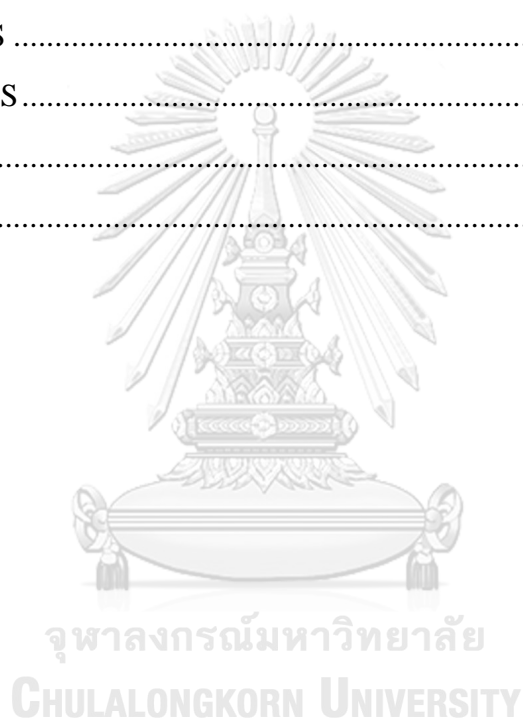 s ................................................................
S ................................................................
................................................................
................................................................
จุฬาลงกรณ์มหาวิทยาลัย
CHULALONGKORN UNIVERSITY